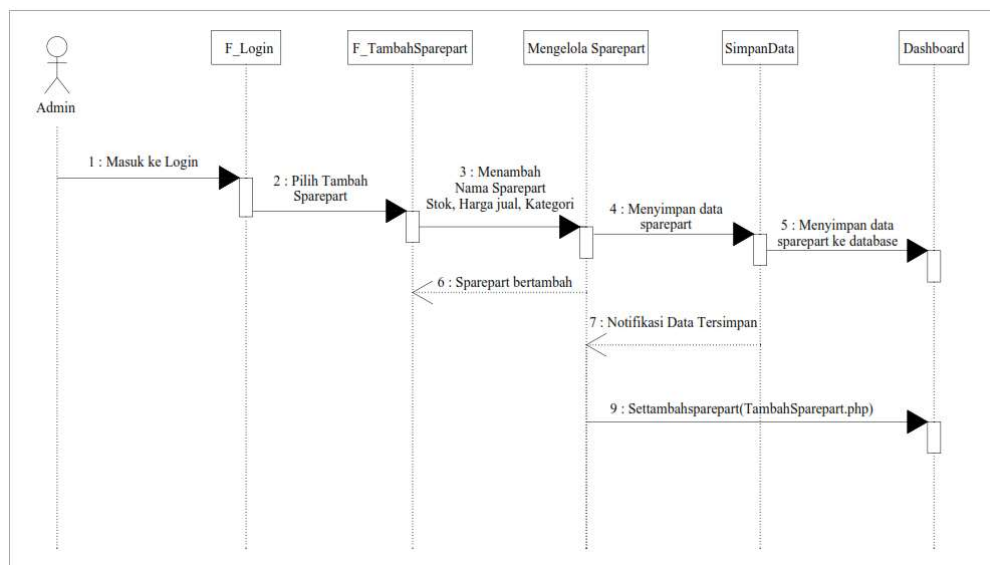 F_Login
F_TambahSparepart
Mengelola Sparepart
SimpanData
Dashboard
Admin
1 : Masuk ke Login
2 : Pilih Tambah
Sparepart
3 : Menambah
Nama Sparepart
Stok, Harga jual, Kategori
4 : Menyimpan data
sparepart
5 : Menyimpan data
sparepart ke database
6 : Sparepart bertambah
7 : Notifikasi Data Tersimpan
9 : Settambahsparepart(TambahSparepart.php)